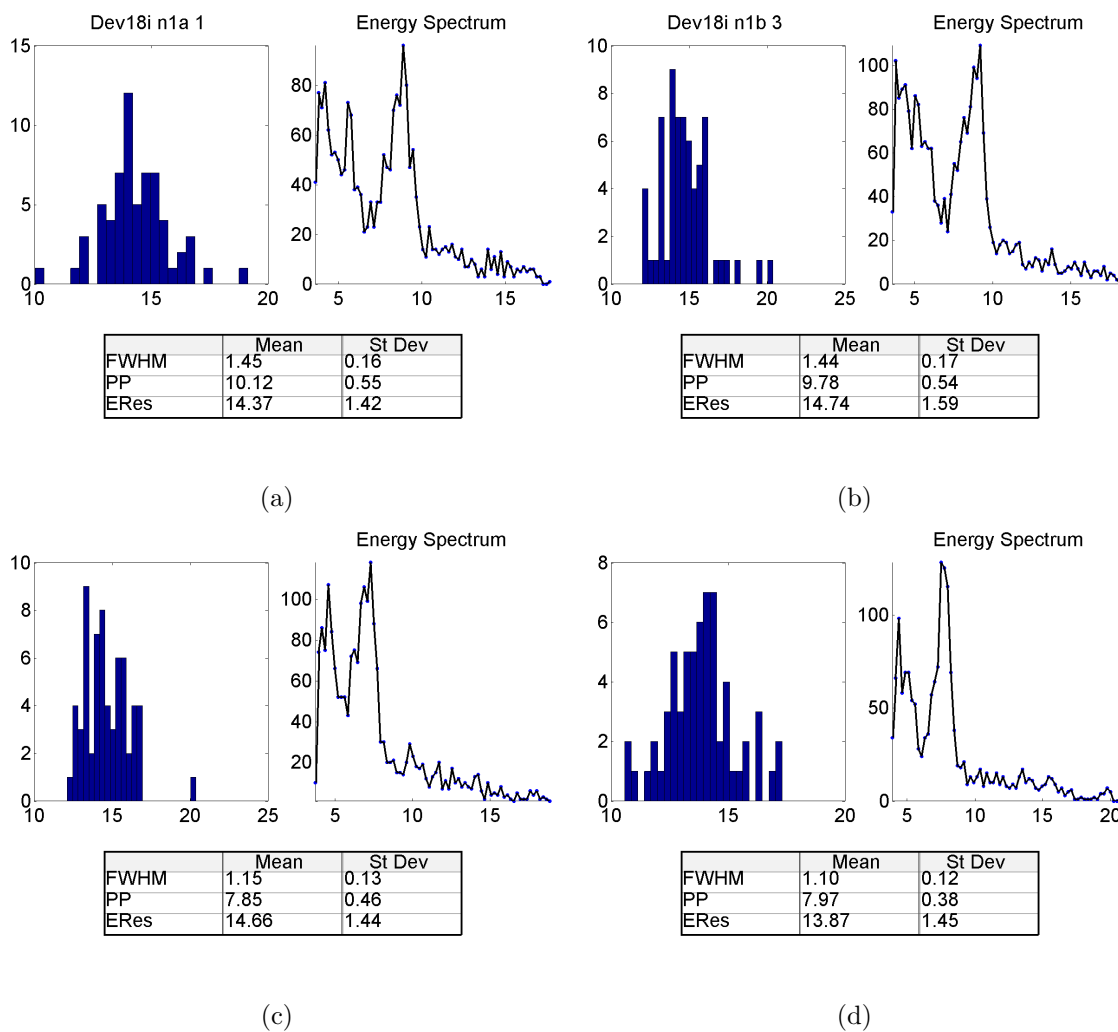 Dev18i n1a 1
Energy Spectrum
15
10
5
0
10 15 20
80
60
40
20
0
5 10 15
Mean St Dev
FWHM 1.45 0.16
PP 10.12 0.55
ERes 14.37 1.42
(a)
Dev18i n1b 3
Energy Spectrum
10
8
6
4
2
0
10 15 20 25
100
80
60
40
20
0
5 10 15
Mean St Dev
FWHM 1.44 0.17
PP 9.78 0.54
ERes 14.74 1.59
(b)
Energy Spectrum
10
8
6
4
2
0
10 15 20 25
100
80
60
40
20
5 10 15
Mean St Dev
FWHM 1.15 0.13
PP 7.85 0.46
ERes 14.66 1.44
(c)
Energy Spectrum
8
6
4
2
0
10 15 20
100
50
0
5 10 15 20
Mean St Dev
FWHM 1.10 0.12
PP 7.97 0.38
ERes 13.87 1.45
(d)